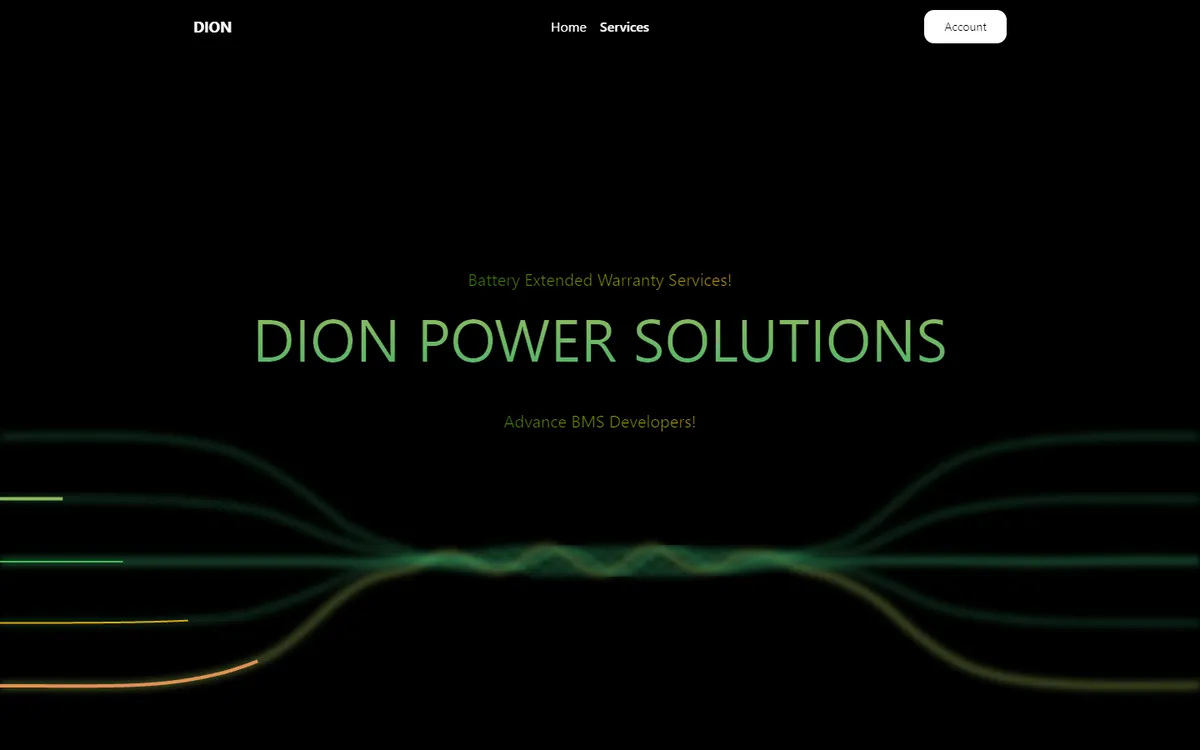 DION
Home Services
Account
Battery Extended Warranty Services!
DION POWER SOLUTIONS
Advance BMS Developers!